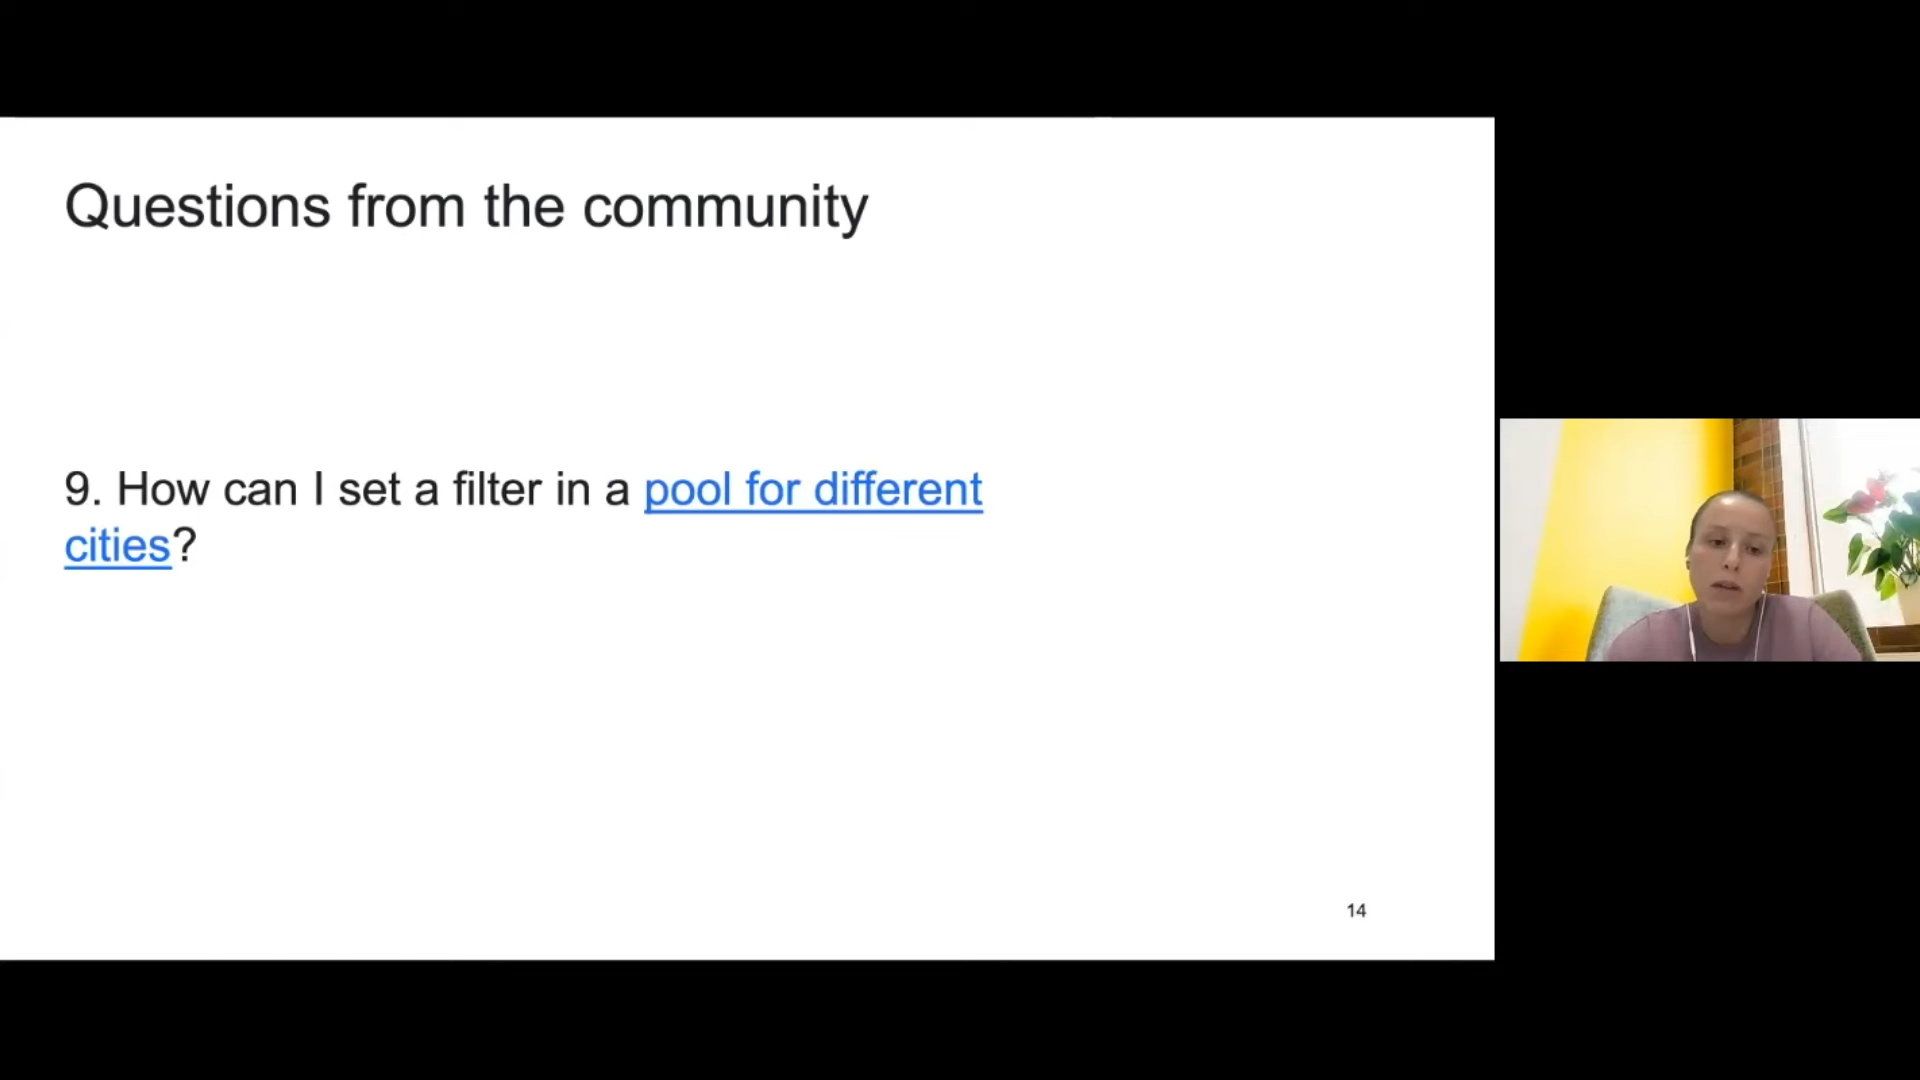 Questions from the community
9. How can I set a filter in a pool for different
cities?
14